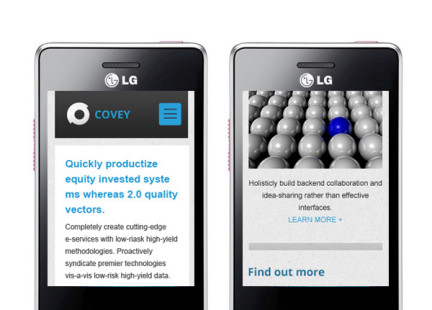 LG
COVEY
Quickly productize
equity invested syste
ms whereas 2.0 quality
vectors.
Completely create cutting-edge
e-services with low-riask high-yield
methodologies. Proactively
syndicate premier technologies
vis-a-vis low-risk high-yield data.
LG
Holisticly build backend collaboration and
idea-sharing rather than effective
interfaces.
LEARN MORE +
Find out more